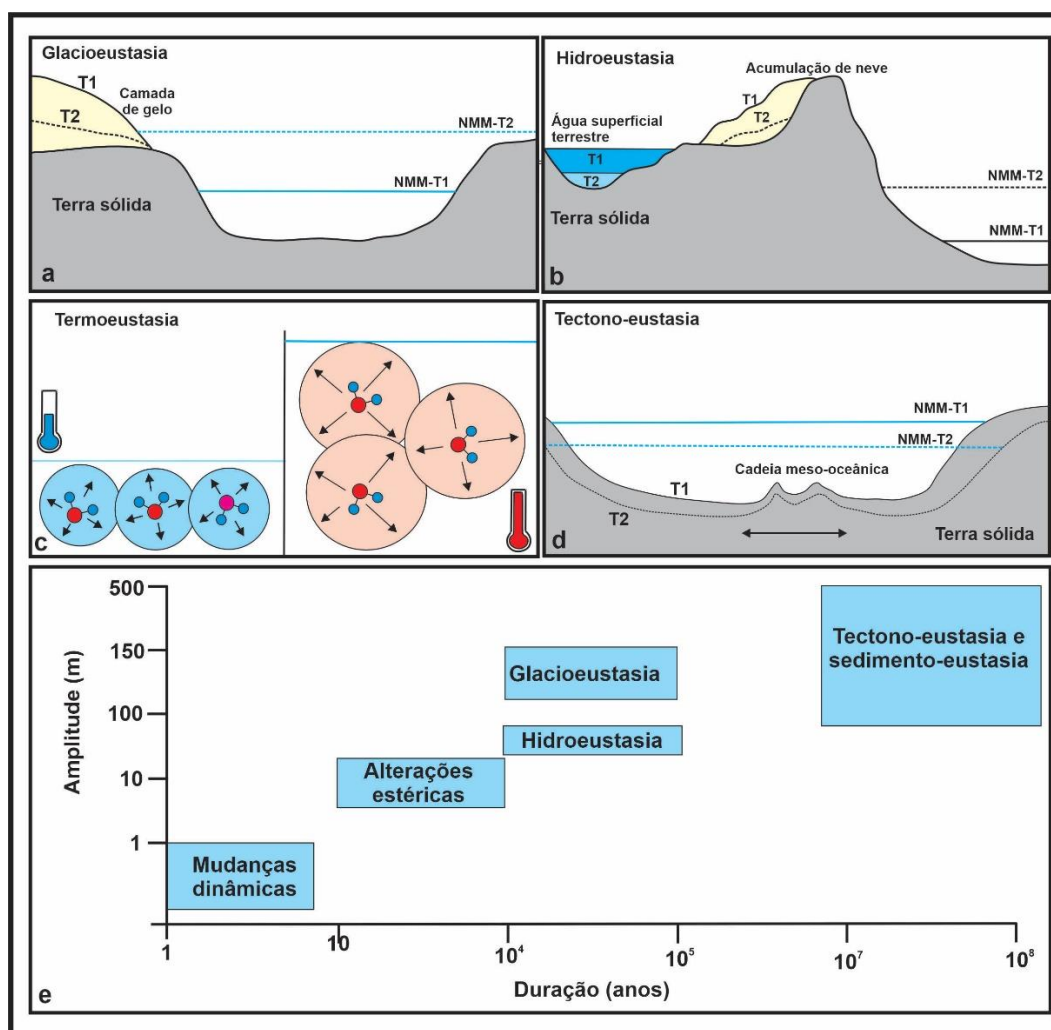 Glacioeustasia
T1
Camada
de gelo
T2
NMM-T2
NMM-T1
Terra sólida
a
Hidroeustasia
Acumulação de neve
T1
T2
Água superficial
terrestre
T1
T2
NMM-T2
NMM-T1
Terra sólida
b
Termoeustasia
c
Tectono-eustasia
NMM-T1
NMM-T2
Cadeia meso-oceânica
T1
T2
Terra sólida
d
Amplitude (m)
500
150
100
10
1
Tectono-eustasia e
sedimento-eustasia
Glacioeustasia
Hidroeustasia
Alterações
estéricas
Mudanças
dinâmicas
1
10
10⁴
10⁵
10⁷
10⁸
Duração (anos)
e